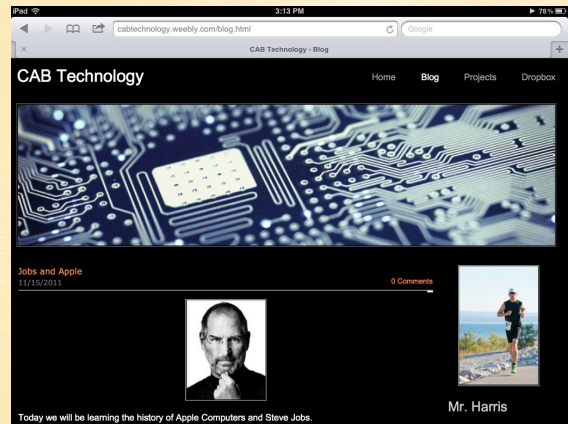 iPad 3:13 PM 78%
cabtechnology.weebly.com/blog.html Google
CAB Technology - Blog
CAB Technology
Home Blog Projects Dropbox
Jobs and Apple
11/15/2011 0 Comments
Mr. Harris
Today we will be learning the history of Apple Computers and Steve Jobs.